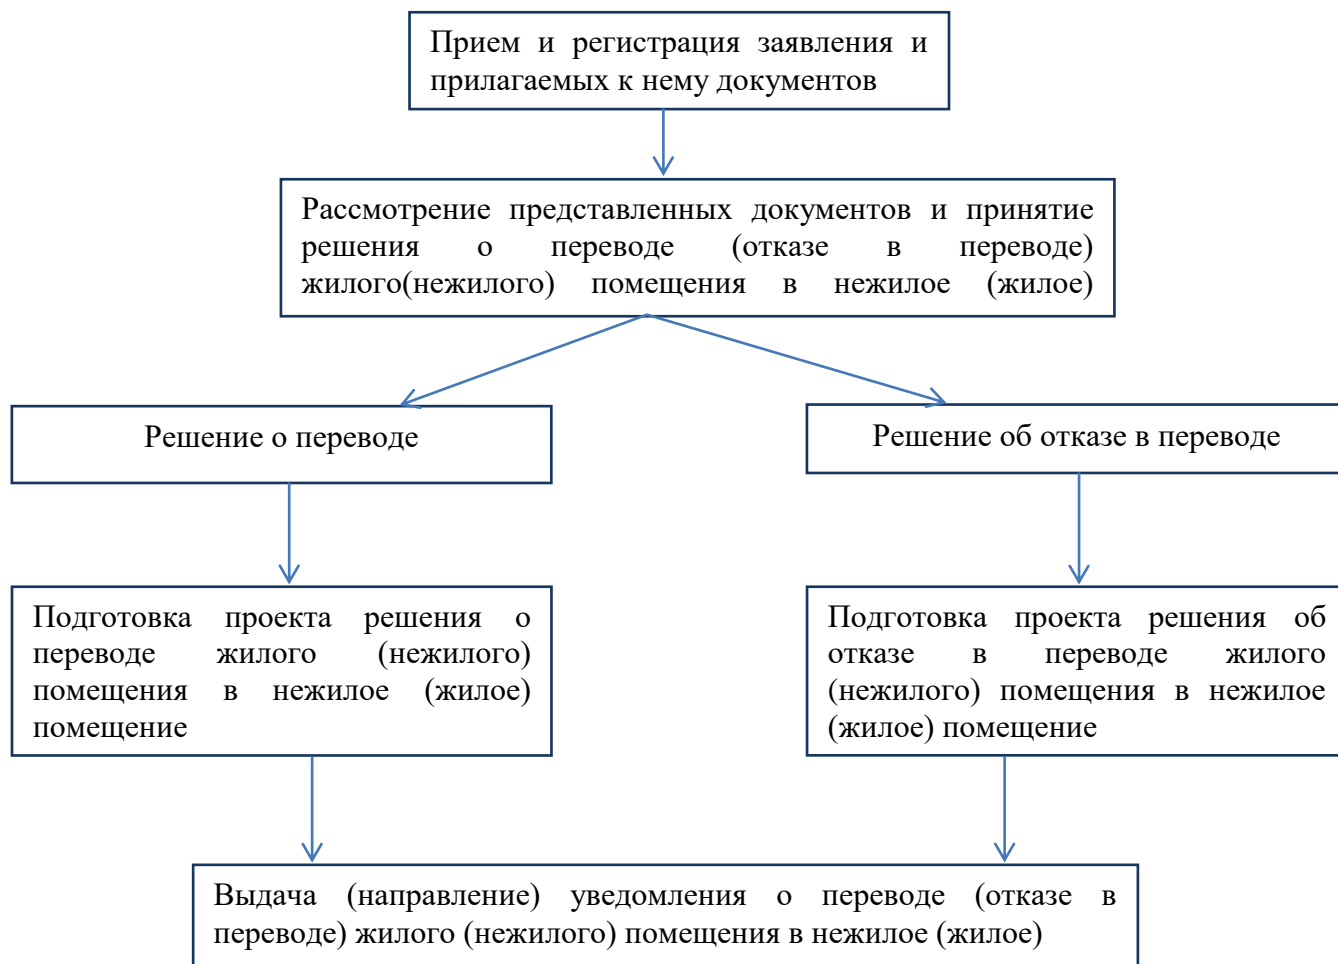 Прием и регистрация заявления и
прилагаемых к нему документов
Рассмотрение представленных документов и принятие
решения о переводе (отказе в переводе)
жилого(нежилого) помещения в нежилое (жилое)
Решение о переводе
Решение об отказе в переводе
Подготовка проекта решения о
переводе жилого (нежилого)
помещения в нежилое (жилое)
помещение
Подготовка проекта решения об
отказе в переводе жилого
(нежилого) помещения в нежилое
(жилое) помещение
Выдача (направление) уведомления о переводе (отказе в
переводе) жилого (нежилого) помещения в нежилое (жилое)